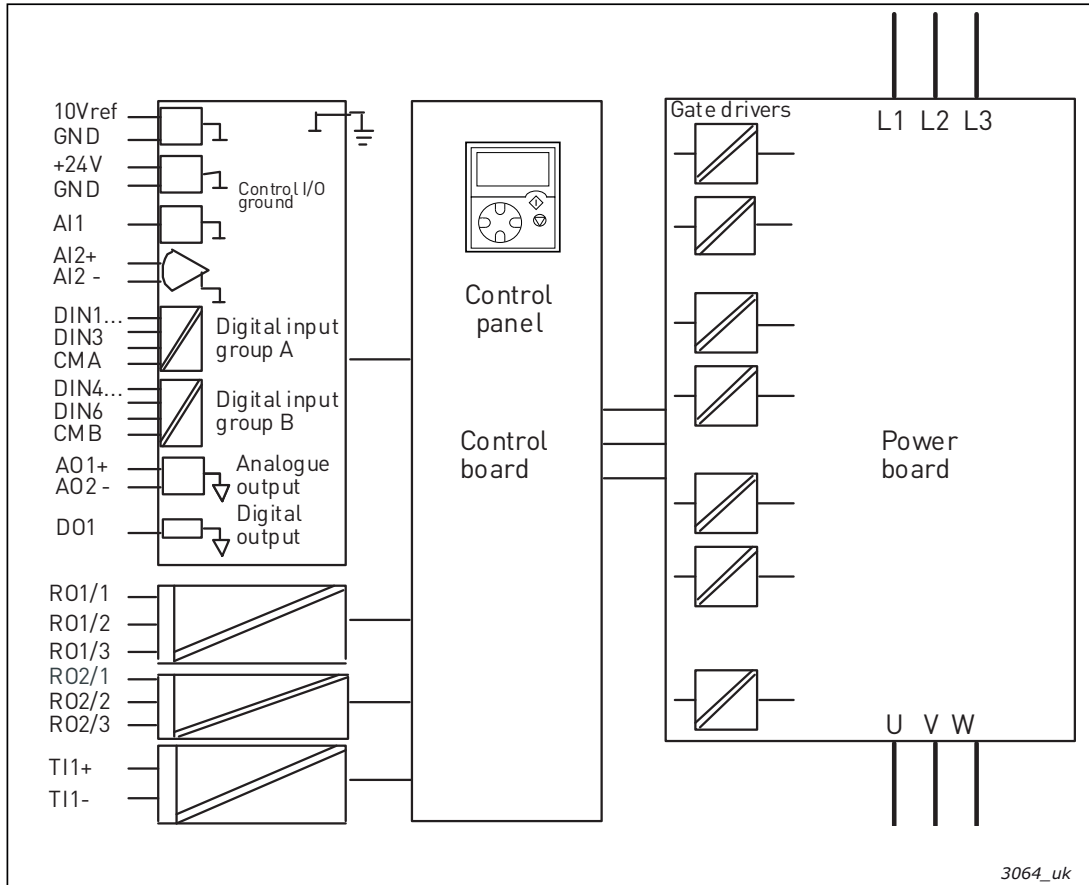 10Vref
GND
+24V
GND
Control I/O
ground
AI1
AI2+
AI2 -
DIN1...
DIN3
CMA
Digital input
group A
DIN4...
DIN6
CMB
Digital input
group B
AO1+
AO2 -
Analogue
output
DO1
Digital
output
RO1/1
RO1/2
RO1/3
RO2/1
RO2/2
RO2/3
TI1+
TI1-
Control
panel
Control
board
Gate drivers
L1 L2 L3
Power
board
U V W
3064_uk